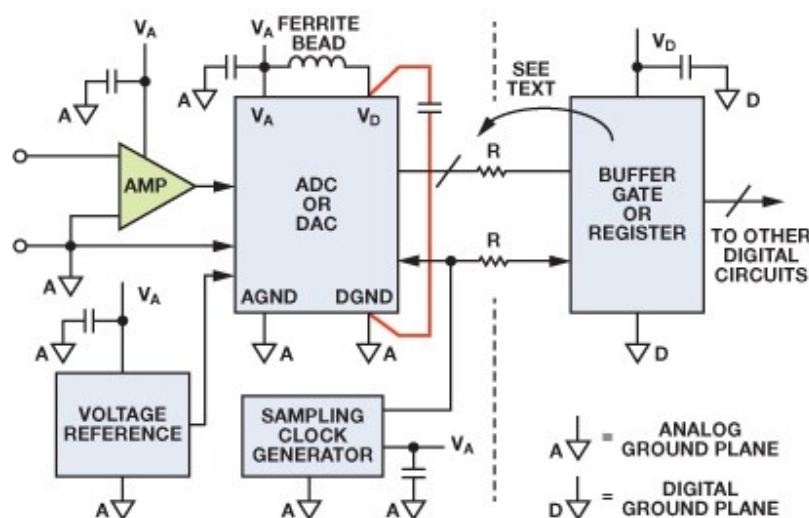 VA
VA
FERRITE
BEAD
VD
A
A
VA
VD
SEE
TEXT
D
AMP
ADC
OR
DAC
R
BUFFER
GATE
OR
REGISTER
R
TO OTHER
DIGITAL
CIRCUITS
A
AGND
DGND
VA
A
A
A
D
VOLTAGE
REFERENCE
SAMPLING
CLOCK
GENERATOR
VA
A
A
A
A = ANALOG
GROUND PLANE
D = DIGITAL
GROUND PLANE